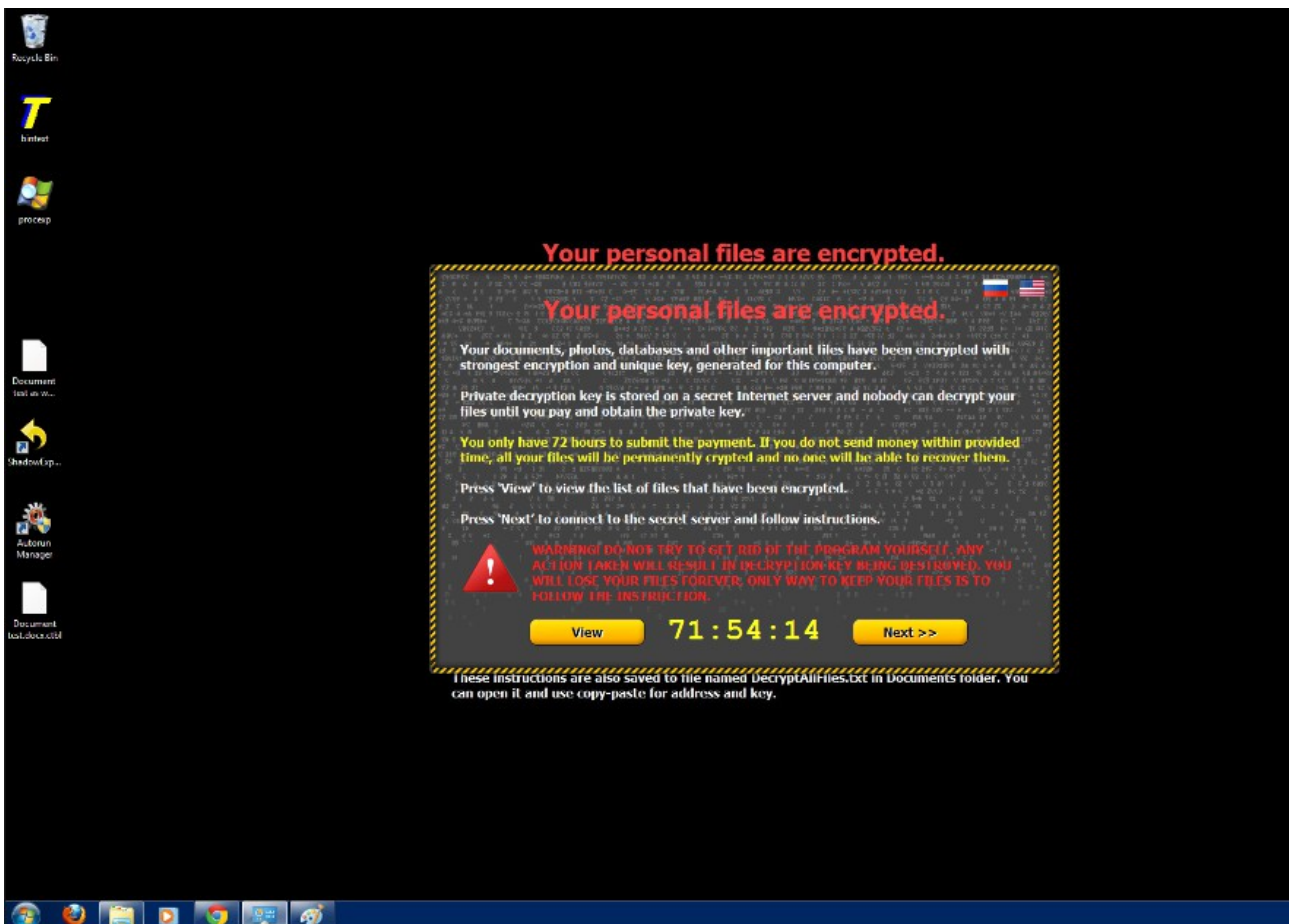 Recycle Bin
T
hintest
procexp
Document
test as w...
ShadowExp...
Autorun
Manager
Document
test.docx.ctbl
Your personal files are encrypted.
Your personal files are encrypted.
Your documents, photos, databases and other important files have been encrypted with
strongest encryption and unique key, generated for this computer.
Private decryption key is stored on a secret Internet server and nobody can decrypt your
files until you pay and obtain the private key.
You only have 72 hours to submit the payment. If you do not send money within provided
time, all your files will be permanently crypted and no one will be able to recover them.
Press 'View' to view the list of files that have been encrypted.
Press 'Next' to connect to the secret server and follow instructions.
WARNING! DO NOT TRY TO GET RID OF THE PROGRAM YOURSELF. ANY
ACTION TAKEN WILL RESULT IN DECRYPTION KEY BEING DESTROYED. YOU
WILL LOSE YOUR FILES FOREVER. ONLY WAY TO KEEP YOUR FILES IS TO
FOLLOW THE INSTRUCTION.
View
71:54:14
Next >>
These instructions are also saved to file named DecryptAllFiles.txt in Documents folder. You
can open it and use copy-paste for address and key.